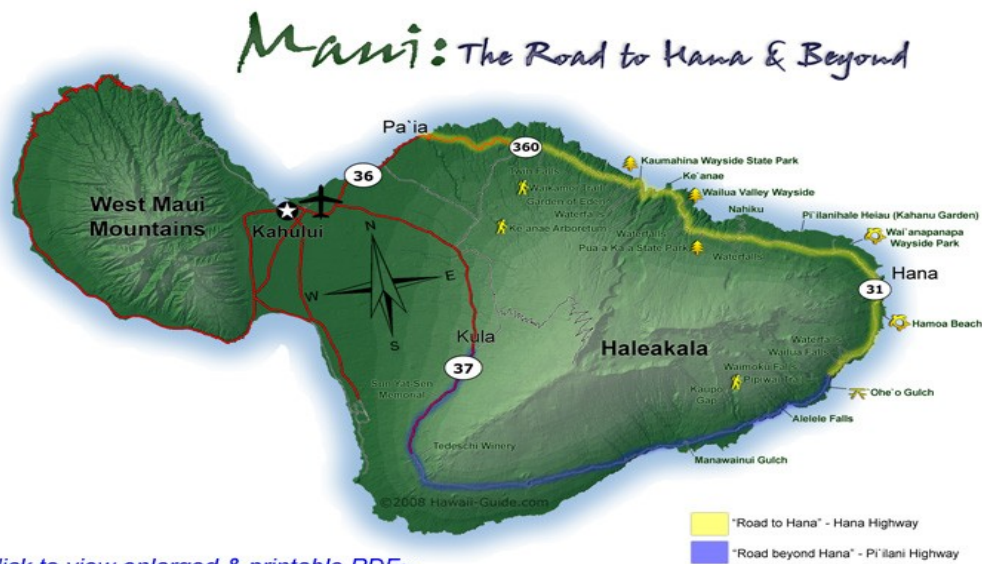 Maui: The Road to Hana & Beyond
Pa`ia
360
36
Kaumahina Wayside State Park
Ke`anae
Twin Falls
Waikamoi Trail
Garden of Eden
Waterfalls
Wailua Valley Wayside
Nahiku
West Maui
Mountains
Kahului
Ke`anae Arboretum
Waterfalls
Pua a Ka`a State Park
Waterfalls
Pi`ilanihale Heiau (Kahanu Garden)
Wai`anapanapa
Wayside Park
N
E
W
S
Hana
31
Hamoa Beach
Kula
37
Haleakala
Waterfalls
Wailua Falls
Waimoku Falls
Pipiwai Trail
Kaupo
Gap
Ohe`o Gulch
Sun Yat Sen
Memorial
Alelele Falls
Tedeschi Winery
Manawainui Gulch
©2008 Hawaii-Guide.com
"Road to Hana" - Hana Highway
"Road beyond Hana" - Pi`ilani Highway
to view enlarged & printable PDF